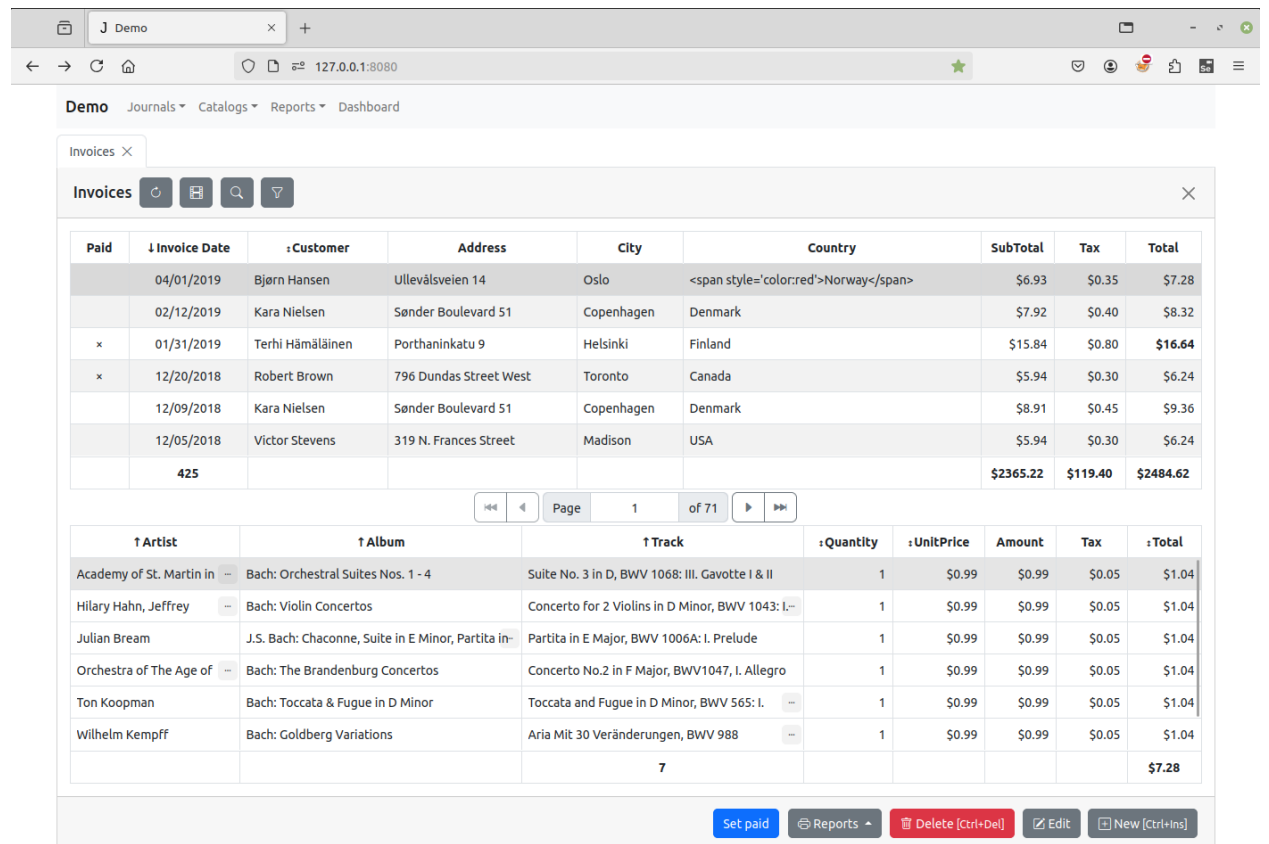 J Demo
127.0.0.1:8080
Demo Journals Catalogs Reports Dashboard
Invoices
Invoices
Paid ↓Invoice Date ↕Customer Address City Country SubTotal Tax Total
04/01/2019 Bjørn Hansen Ullevålsveien 14 Oslo <span style='color:red'>Norway</span> $6.93 $0.35 $7.28
02/12/2019 Kara Nielsen Sønder Boulevard 51 Copenhagen Denmark $7.92 $0.40 $8.32
× 01/31/2019 Terhi Hämäläinen Porthaninkatu 9 Helsinki Finland $15.84 $0.80 $16.64
× 12/20/2018 Robert Brown 796 Dundas Street West Toronto Canada $5.94 $0.30 $6.24
12/09/2018 Kara Nielsen Sønder Boulevard 51 Copenhagen Denmark $8.91 $0.45 $9.36
12/05/2018 Victor Stevens 319 N. Frances Street Madison USA $5.94 $0.30 $6.24
425 $2365.22 $119.40 $2484.62
Page 1 of 71
↑Artist ↑Album ↑Track ↕Quantity ↕UnitPrice Amount Tax ↕Total
Academy of St. Martin in ... Bach: Orchestral Suites Nos. 1 - 4 Suite No. 3 in D, BWV 1068: III. Gavotte I & II 1 $0.99 $0.99 $0.05 $1.04
Hilary Hahn, Jeffrey ... Bach: Violin Concertos Concerto for 2 Violins in D Minor, BWV 1043: I.... 1 $0.99 $0.99 $0.05 $1.04
Julian Bream J.S. Bach: Chaconne, Suite in E Minor, Partita in... Partita in E Major, BWV 1006A: I. Prelude 1 $0.99 $0.99 $0.05 $1.04
Orchestra of The Age of ... Bach: The Brandenburg Concertos Concerto No.2 in F Major, BWV1047, I. Allegro 1 $0.99 $0.99 $0.05 $1.04
Ton Koopman Bach: Toccata & Fugue in D Minor Toccata and Fugue in D Minor, BWV 565: I. ... 1 $0.99 $0.99 $0.05 $1.04
Wilhelm Kempff Bach: Goldberg Variations Aria Mit 30 Veränderungen, BWV 988 ... 1 $0.99 $0.99 $0.05 $1.04
7 $7.28
Set paid Reports Delete [Ctrl+Del] Edit New [Ctrl+Ins]